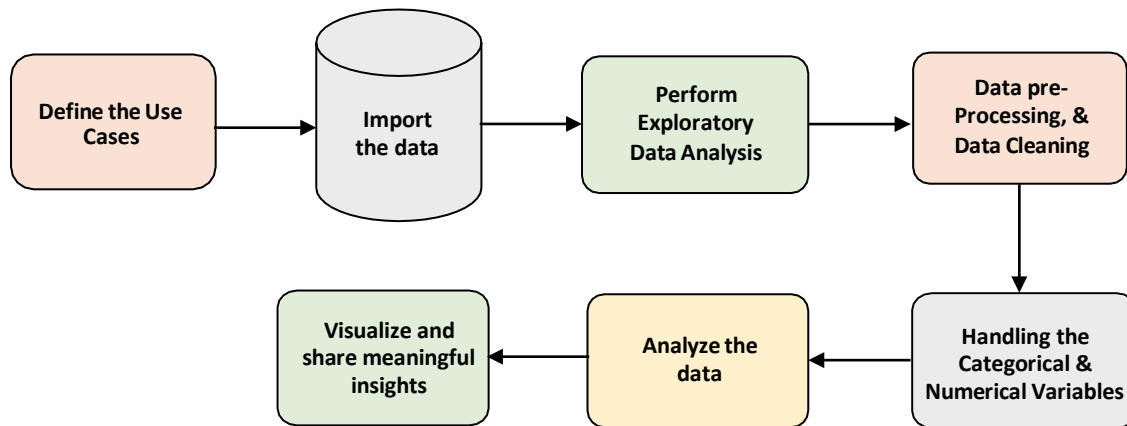 Define the Use
Cases
Import
the data
Perform
Exploratory
Data Analysis
Data pre-
Processing, &
Data Cleaning
Handling the
Categorical &
Numerical Variables
Analyze the
data
Visualize and
share meaningful
insights